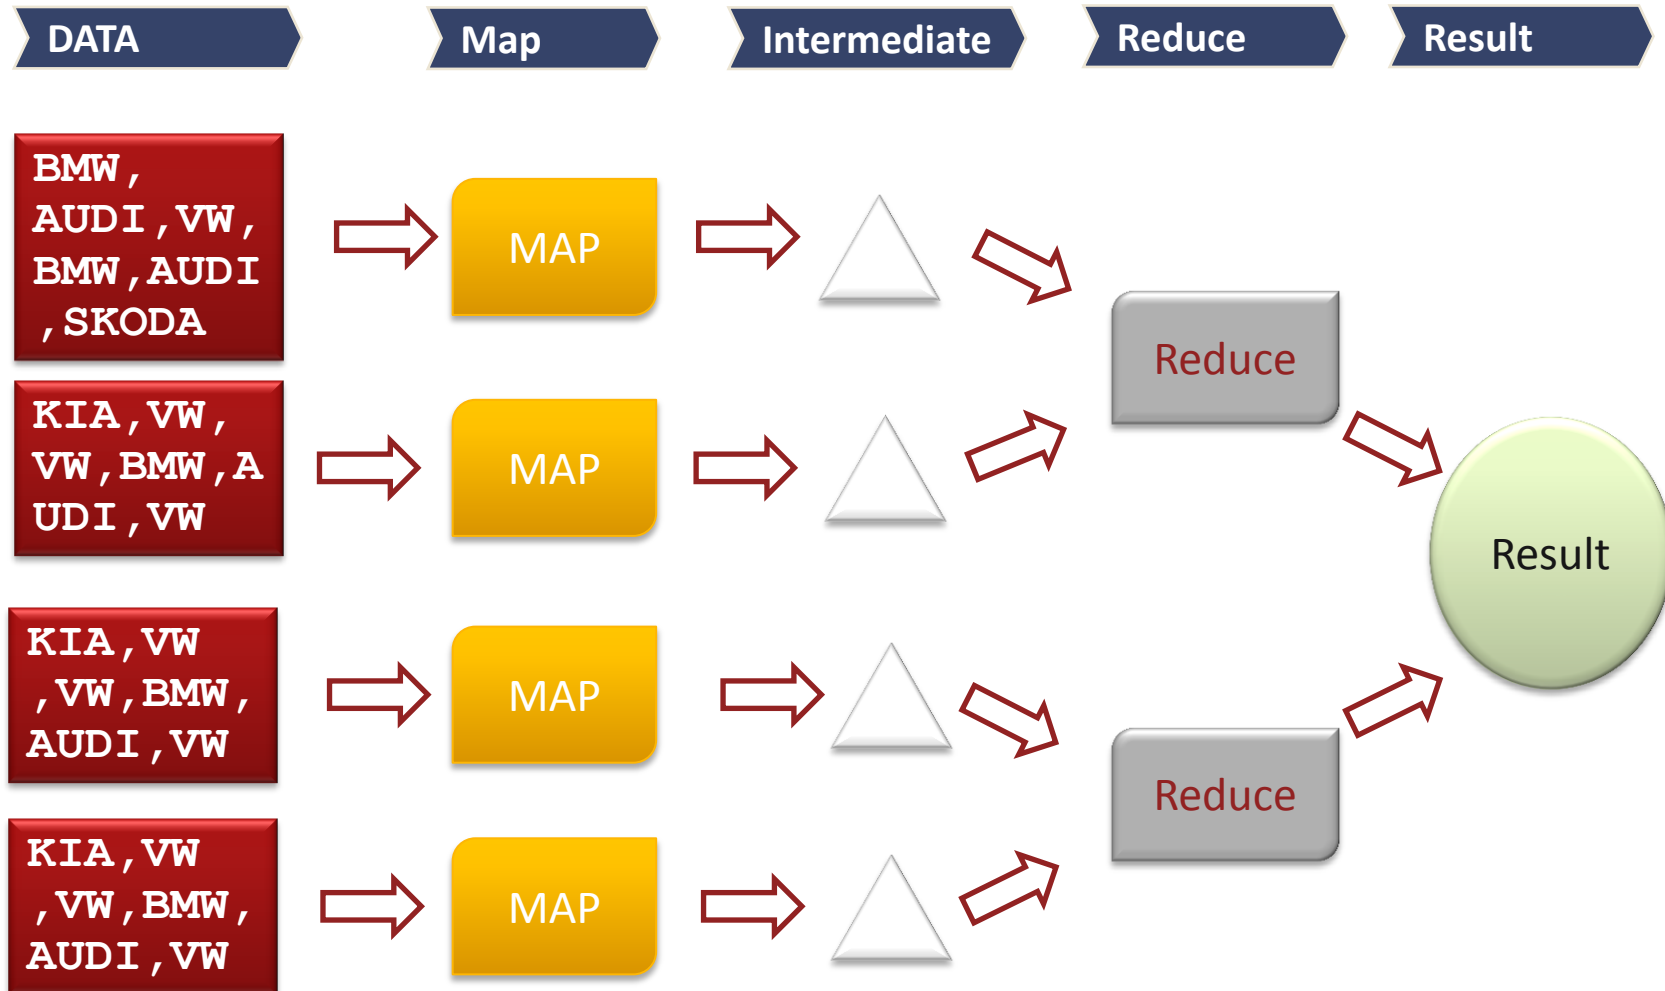 DATA
Map
Intermediate
Reduce
Result
BMW,
AUDI,VW,
BMW,AUDI
,SKODA
MAP
KIA,VW,
VW,BMW,A
UDI,VW
MAP
Reduce
KIA,VW
,VW,BMW,
AUDI,VW
MAP
KIA,VW
,VW,BMW,
AUDI,VW
MAP
Reduce
Result